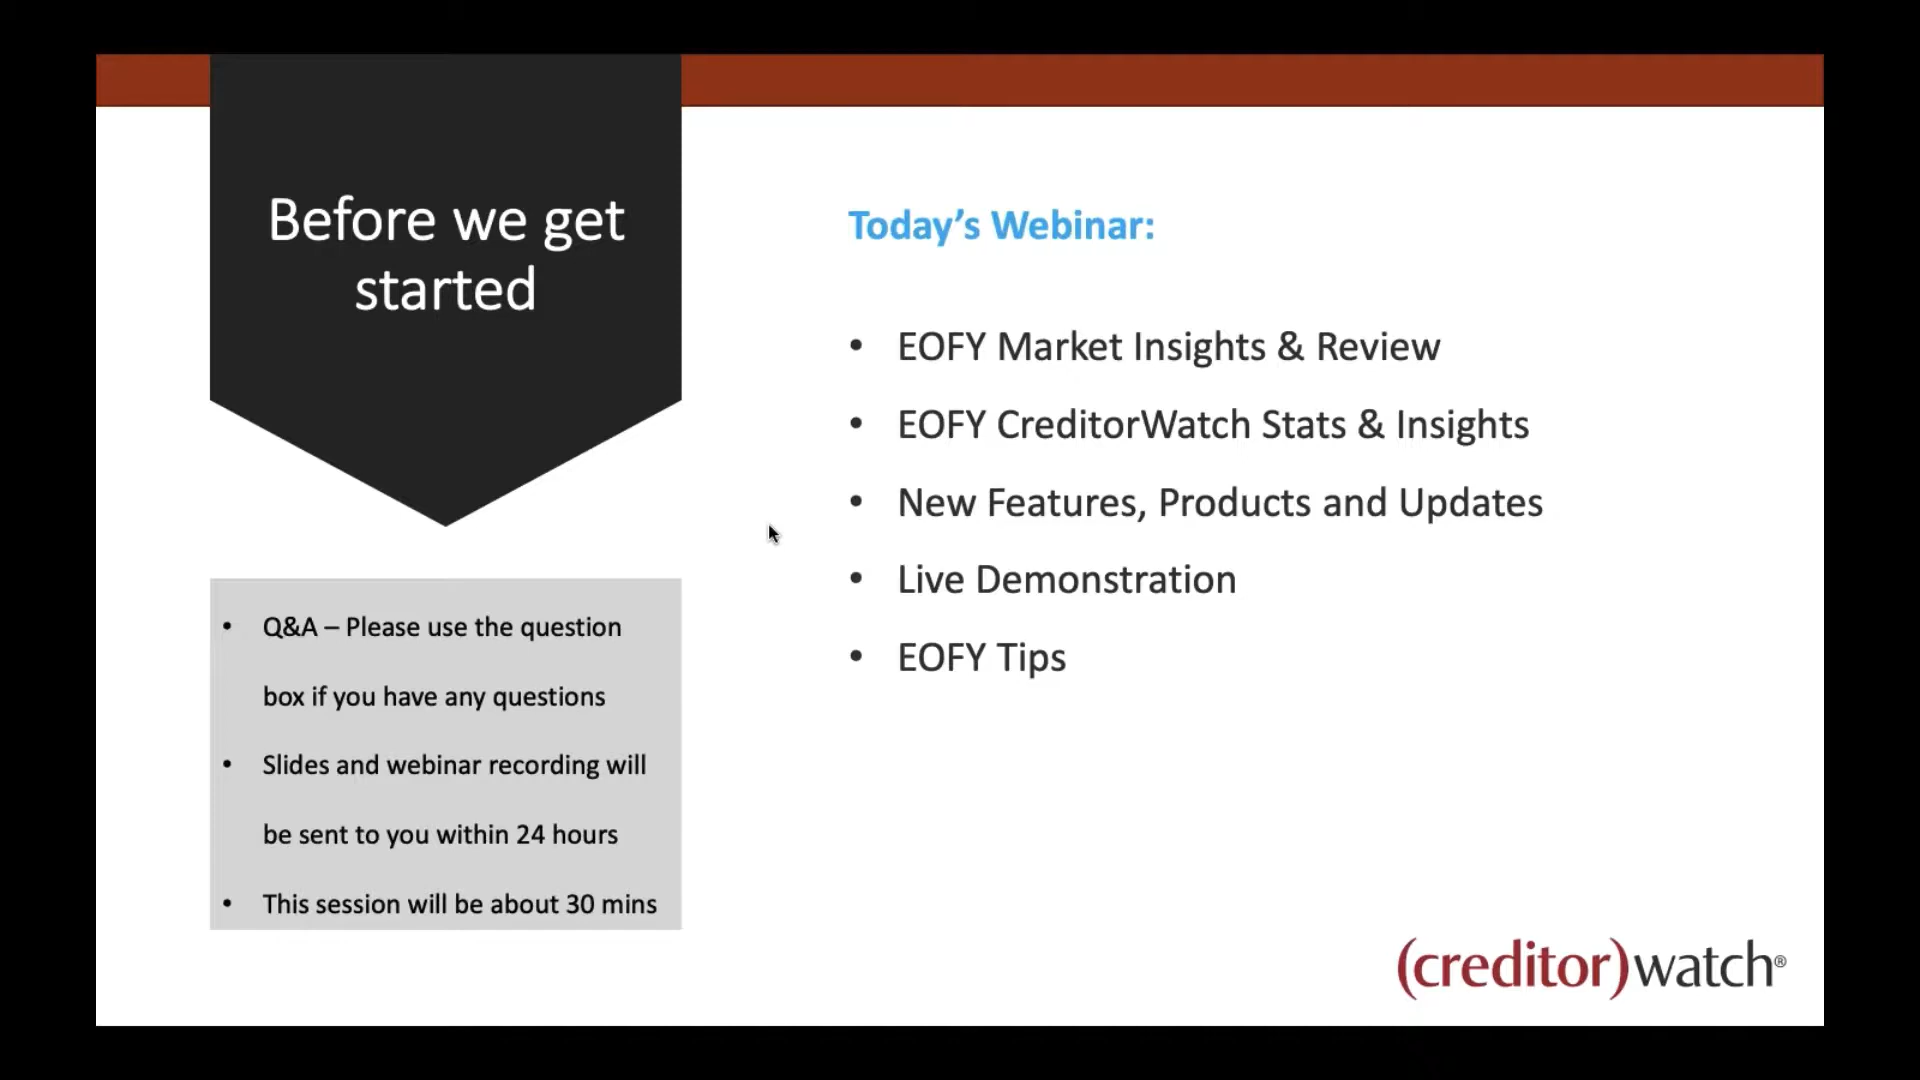 Before we get
started
Q&A – Please use the question
box if you have any questions
Slides and webinar recording will
be sent to you within 24 hours
This session will be about 30 mins
Today’s Webinar:
EOFY Market Insights & Review
EOFY CreditorWatch Stats & Insights
New Features, Products and Updates
Live Demonstration
EOFY Tips
(creditor)watch®